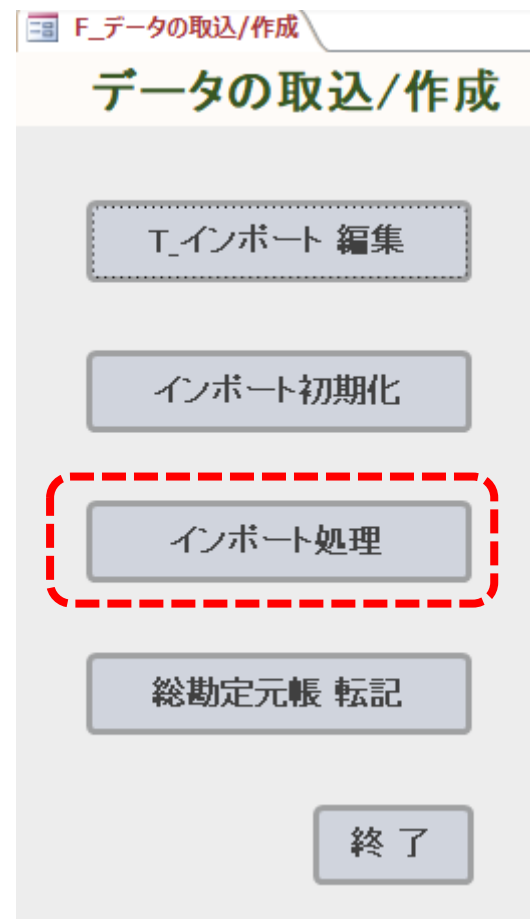 F_データの取込/作成
データの取込/作成
T_インポート 編集
インポート初期化
インポート処理
総勘定元帳 転記
終 了